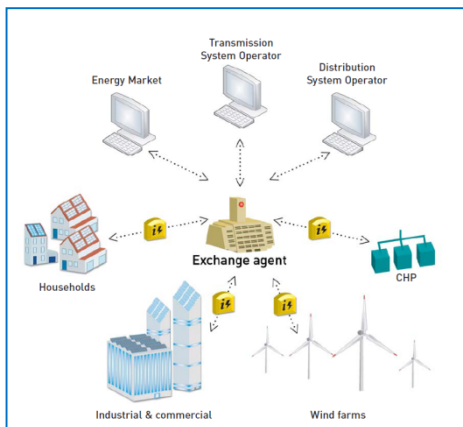 Transmission
System Operator
Energy Market
Distribution
System Operator
Exchange agent
Households
CHP
Industrial & commercial
Wind farms
i
i
i
i